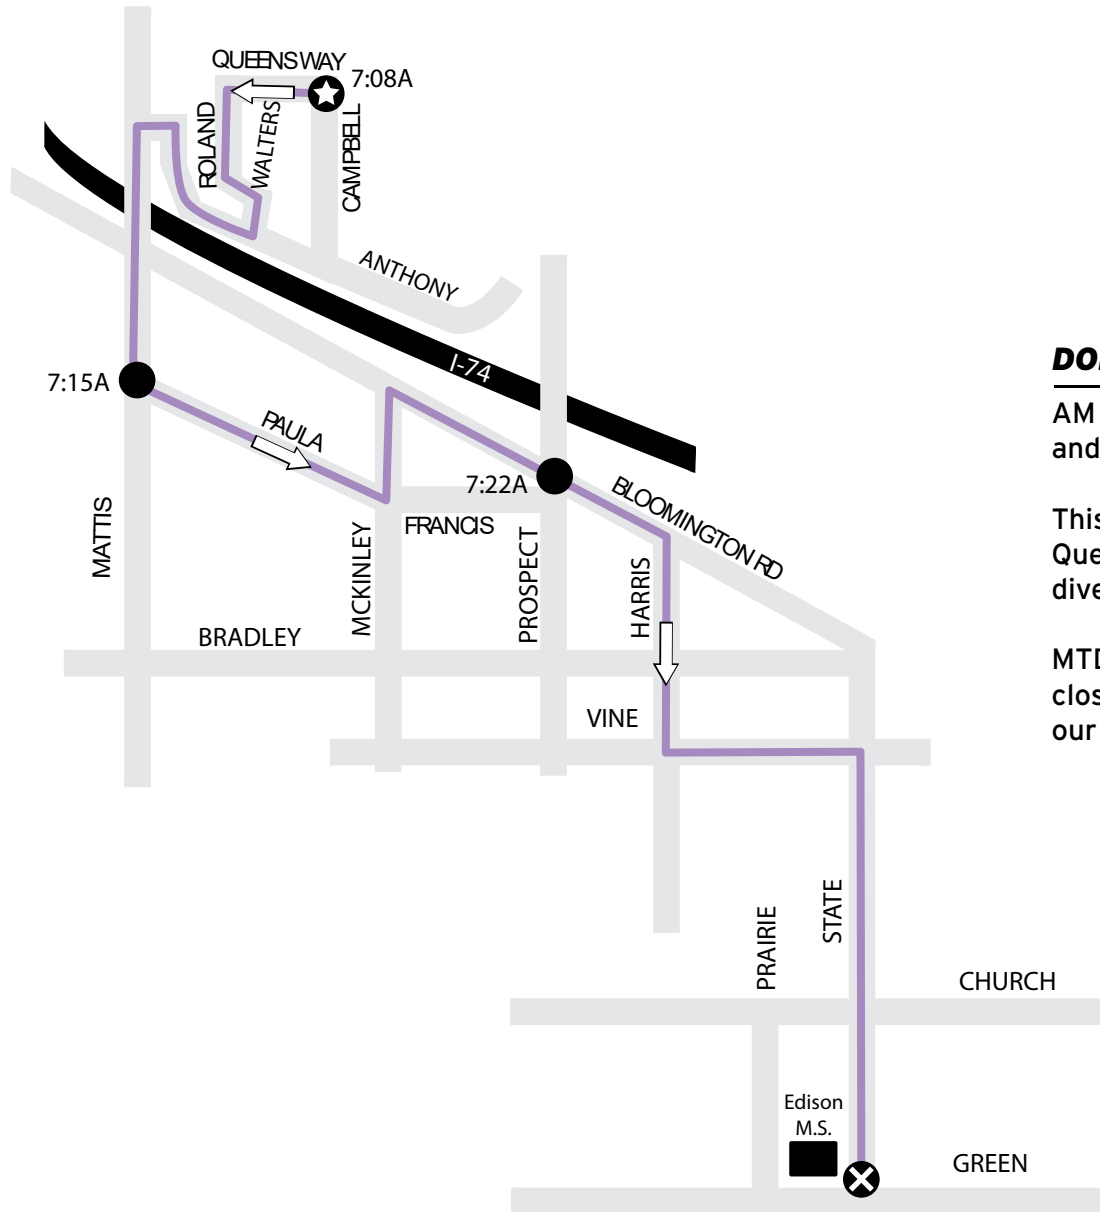 QUEENSWAY
7:08A
ROLAND
WALTERS
CAMPBELL
ANTHONY
I-74
7:15A
PAULA
7:22A
BLOOMINGTON RD
FRANCIS
MATTIS
MCKINLEY
PROSPECT
HARRIS
BRADLEY
VINE
PRAIRIE
STATE
CHURCH
Edison
M.S.
GREEN
DO
AM
and
This
Que
dive
MTD
clos
our